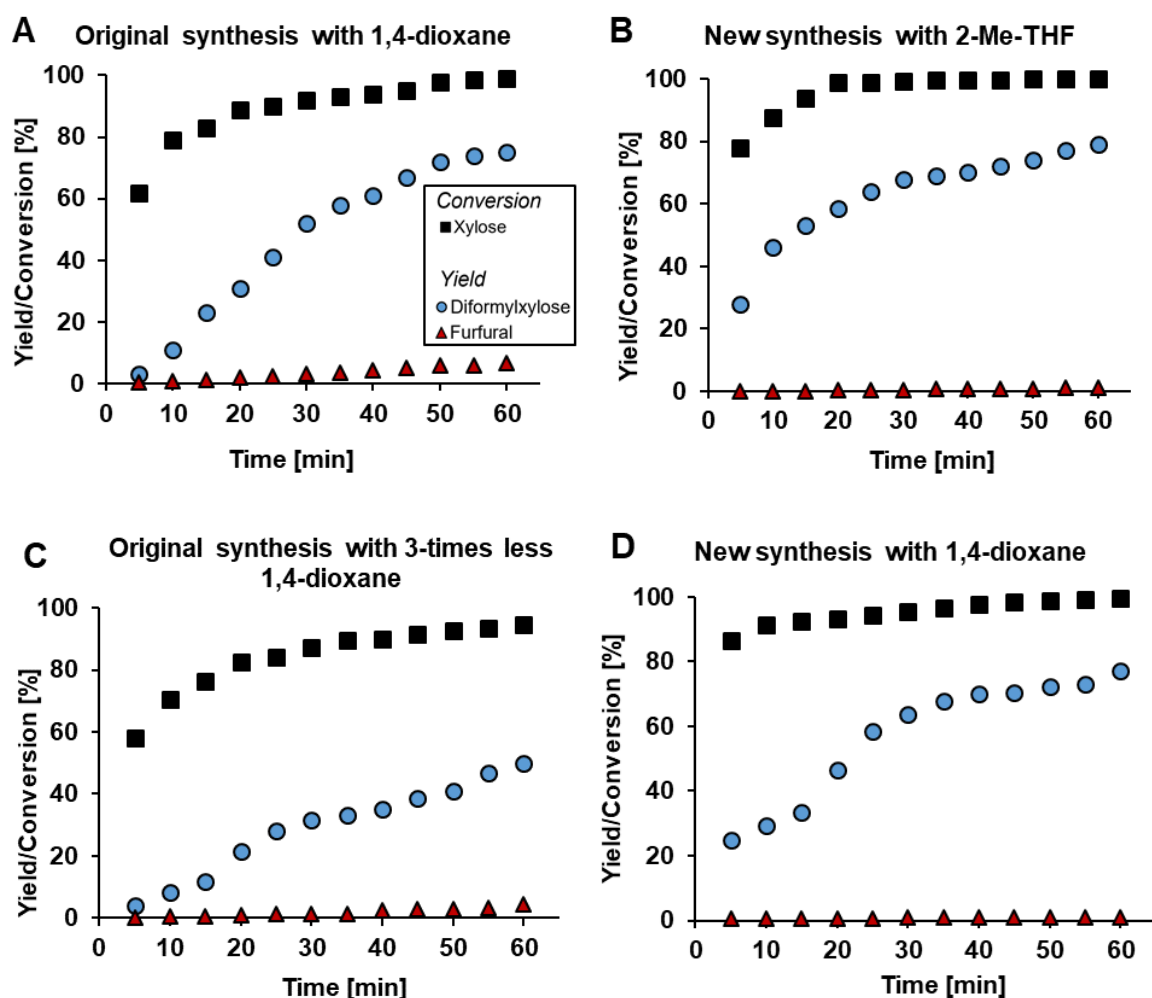 A
Original synthesis with 1,4-dioxane
Yield/Conversion [%]
100
80
60
40
20
0
0 10 20 30 40 50 60
Time [min]
Conversion
Xylose
Yield
Diformylxylose
Furfural
B
New synthesis with 2-Me-THF
Yield/Conversion [%]
100
80
60
40
20
0
0 10 20 30 40 50 60
Time [min]
C
Original synthesis with 3-times less
1,4-dioxane
Yield/Conversion [%]
100
80
60
40
20
0
0 10 20 30 40 50 60
Time [min]
D
New synthesis with 1,4-dioxane
Yield/Conversion [%]
100
80
60
40
20
0
0 10 20 30 40 50 60
Time [min]